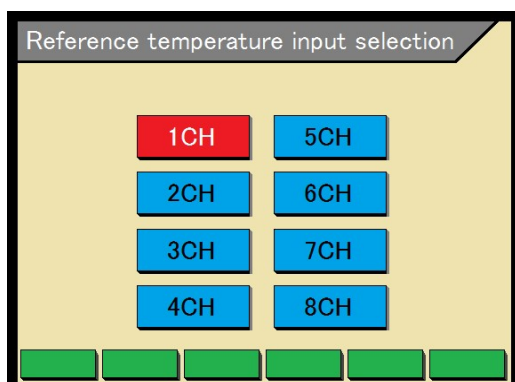 Reference temperature input selection
1CH
5CH
2CH
6CH
3CH
7CH
4CH
8CH